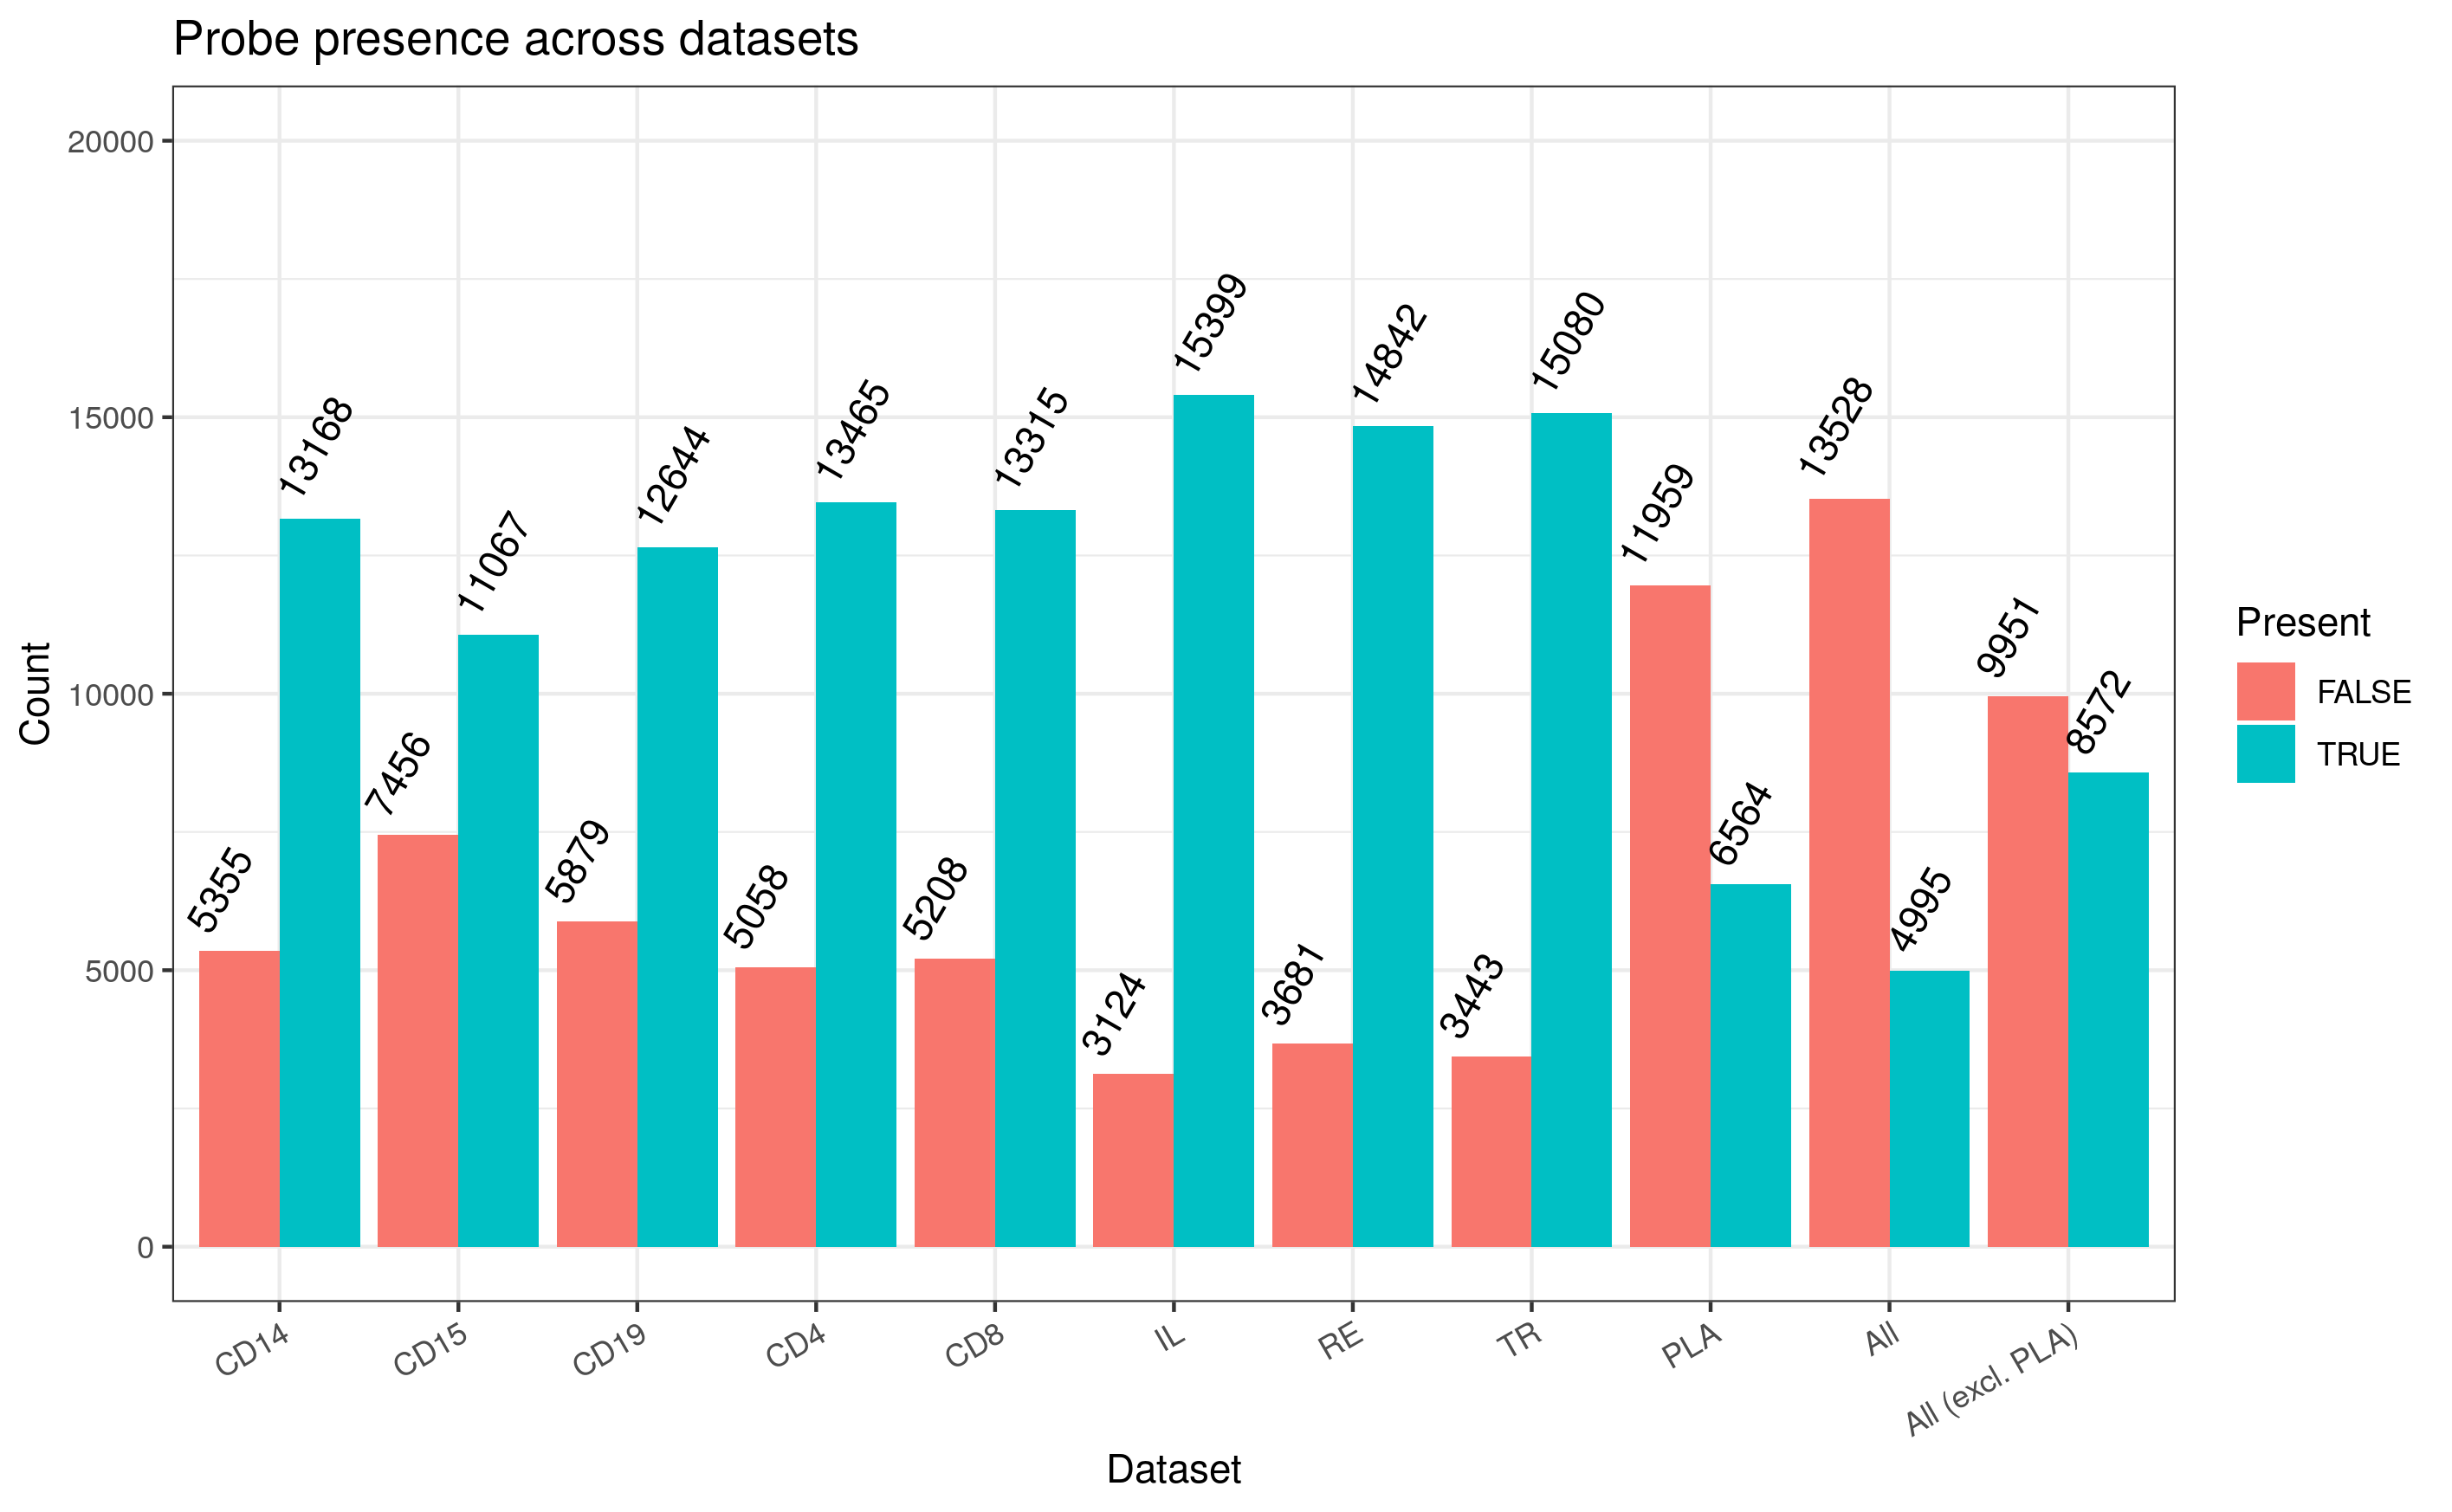 Probe presence across datasets
Count
20000
15000
10000
5000
0
5355
13168
7456
11067
5879
12644
5058
13465
5208
13315
3124
15399
3681
14842
3443
15080
11959
6564
13528
4995
9951
8572
CD14
CD15
CD19
CD4
CD8
IL
RE
TR
PLA
All
All (excl. PLA)
Dataset
Present
FALSE
TRUE